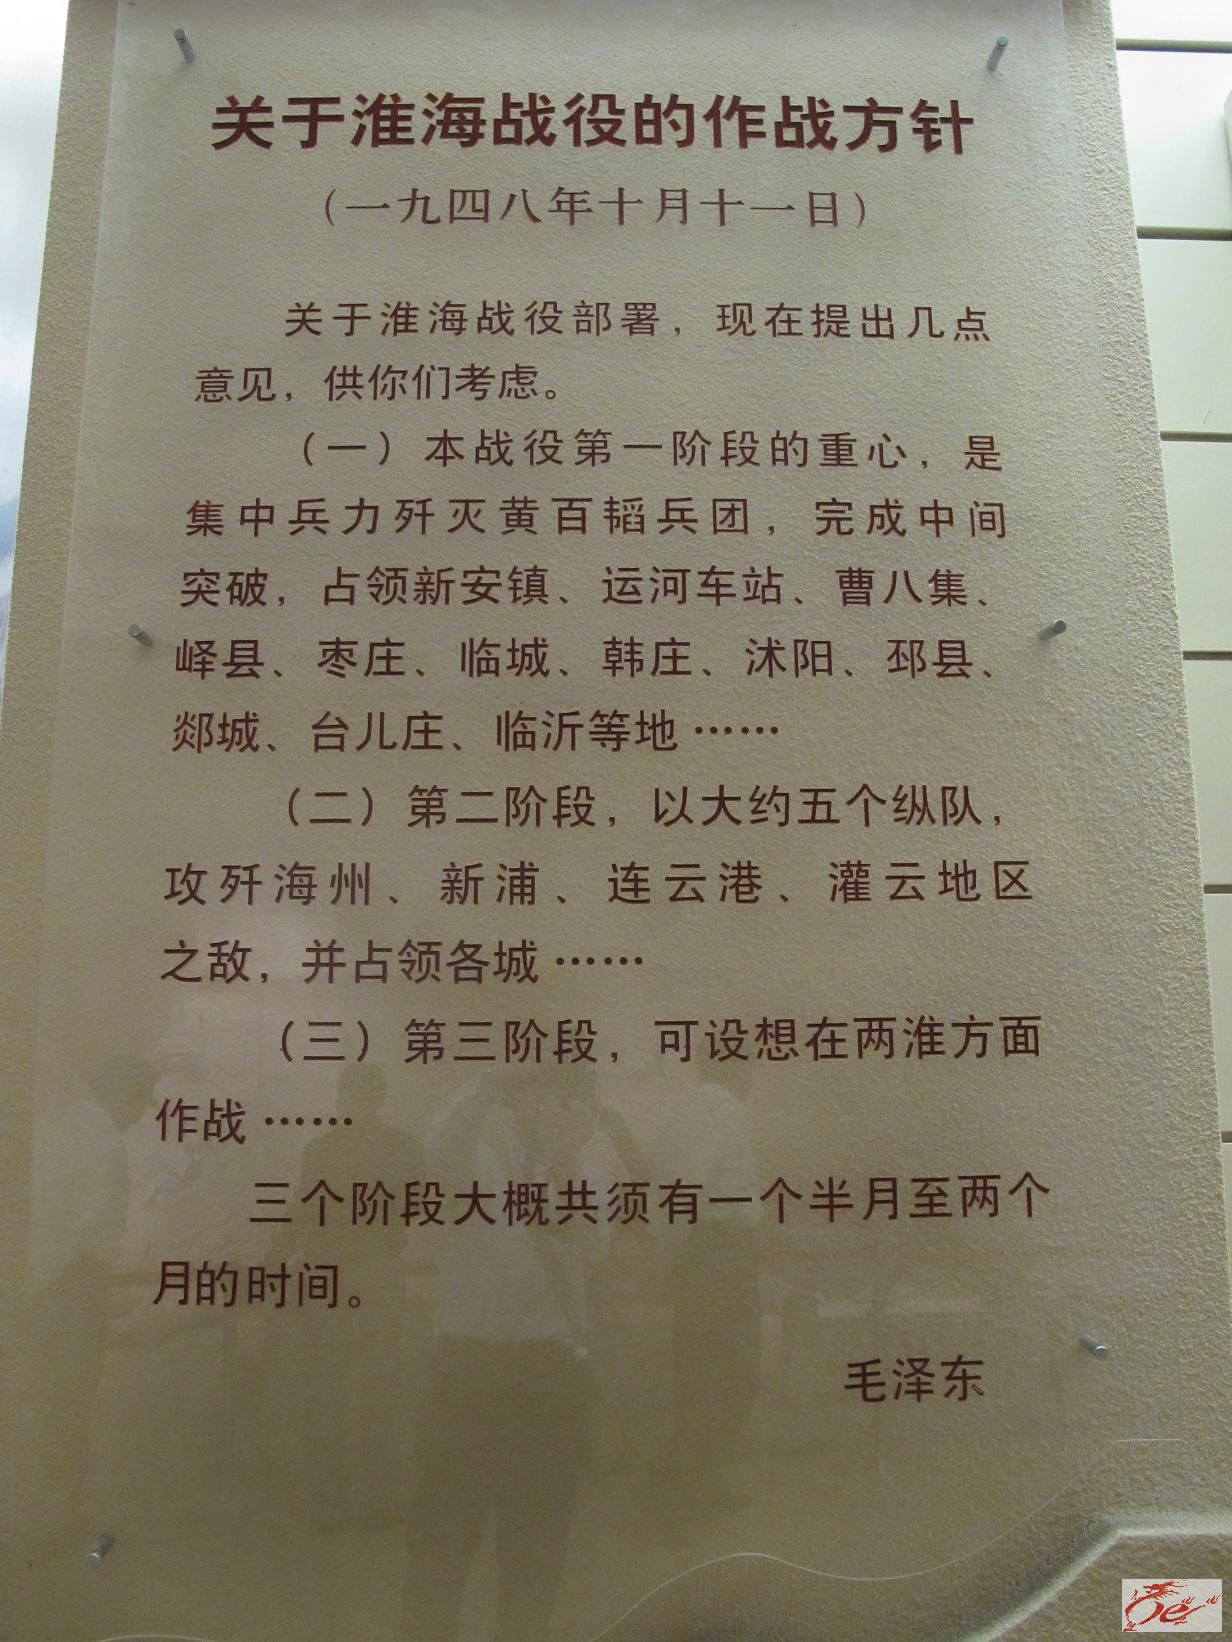 关于淮海战役的作战方针
（一九四八年十月十一日）
关于淮海战役部署，现在提出几点
意见，供你们考虑。
（一）本战役第一阶段的重心，是
集中兵力歼灭黄百韬兵团，完成中间
突破，占领新安镇、运河车站、曹八集、
峄县、枣庄、临城、韩庄、沭阳、邳县、
郯城、台儿庄、临沂等地……
（二）第二阶段，以大约五个纵队，
攻歼海州、新浦、连云港、灌云地区
之敌，并占领各城……
（三）第三阶段，可设想在两淮方面
作战……
三个阶段大概共须有一个半月至两个
月的时间。
毛泽东